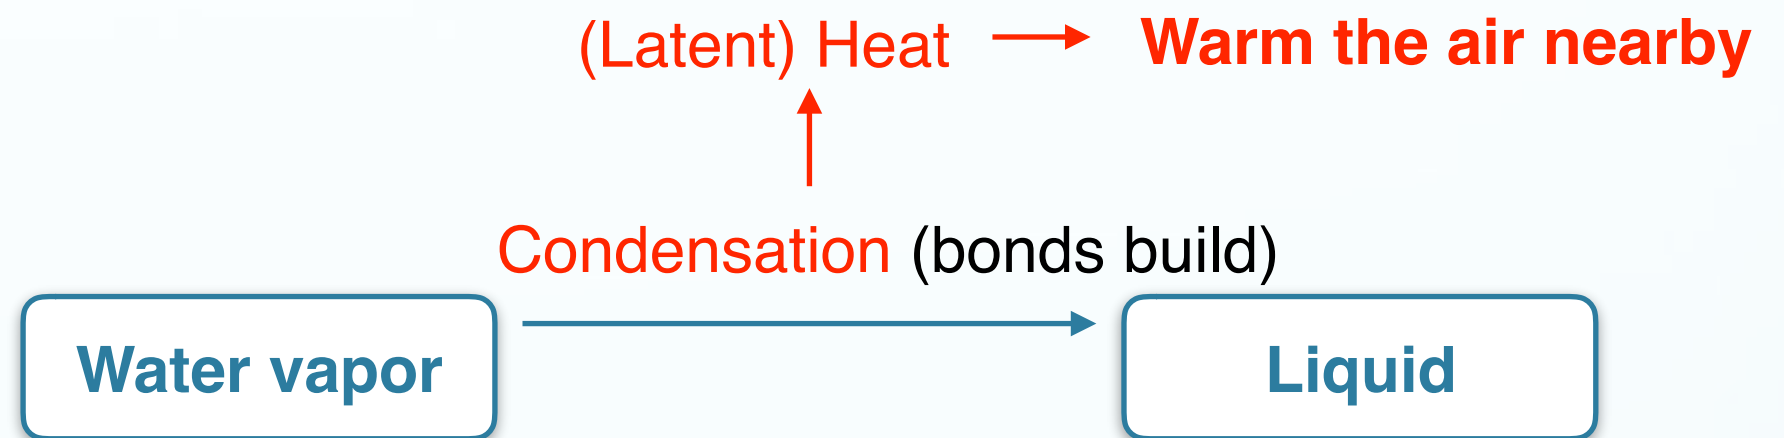 (Latent) Heat Warm the air nearby
Condensation (bonds build)
Water vapor Liquid